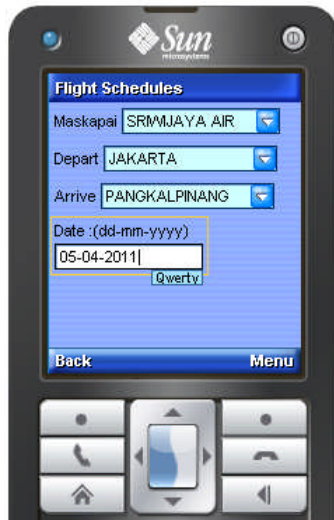 Sun
microsystems
Flight Schedules
Maskapai SRIWIJAYA AIR
Depart JAKARTA
Arrive PANGKALPINANG
Date :(dd-mm-yyyy)
05-04-2011
Qwerty
Back Menu